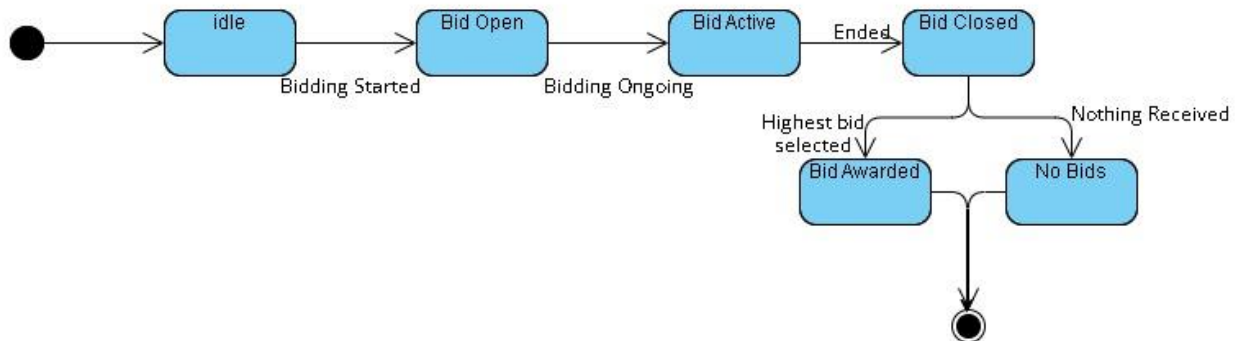 idle
Bid Open
Bid Active
Ended
Bid Closed
Bidding Started
Bidding Ongoing
Highest bid
selected
Nothing Received
Bid Awarded
No Bids